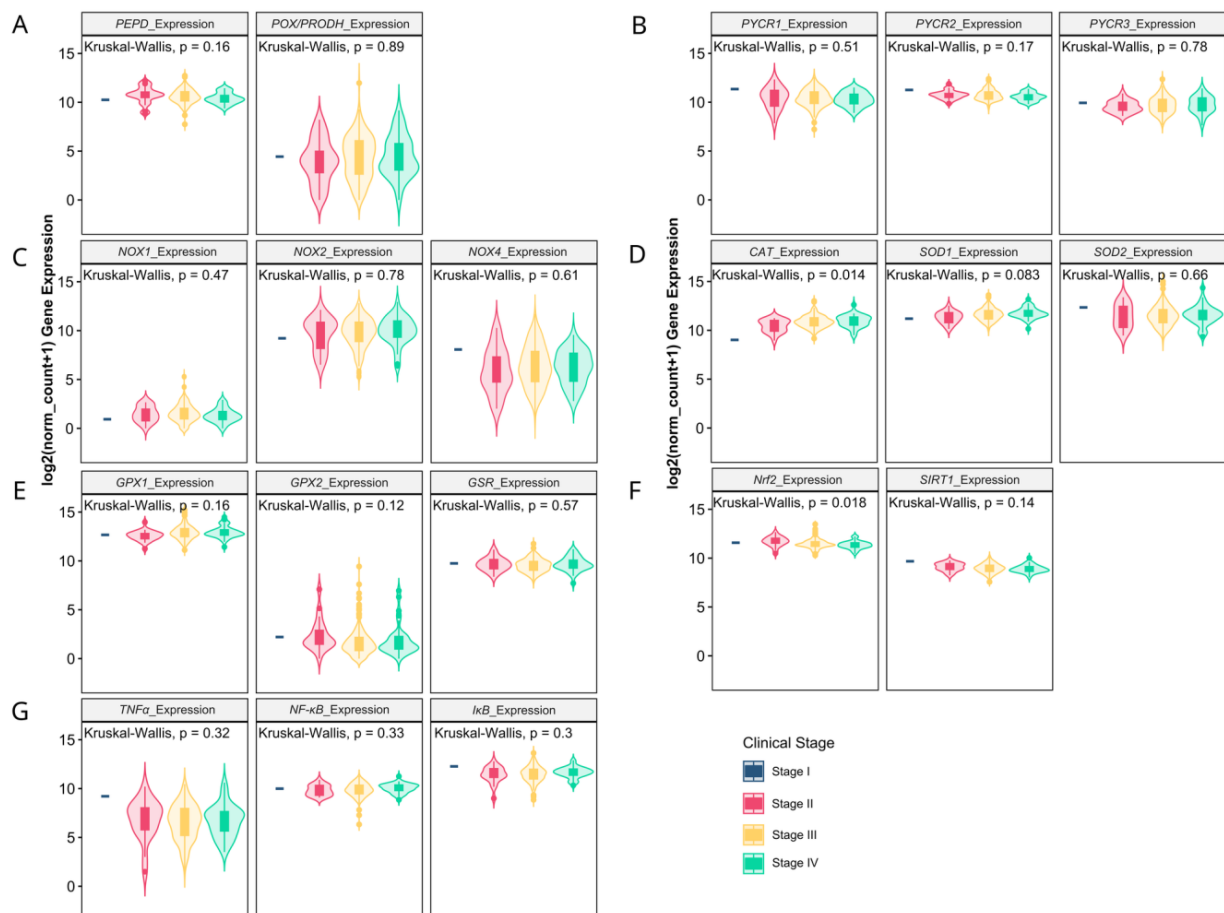 A
PEPD_Expression
POX/PRODH_Expression
Kruskal-Wallis, p = 0.16
Kruskal-Wallis, p = 0.89
15
10
5
0
B
PYCR1_Expression
PYCR2_Expression
PYCR3_Expression
Kruskal-Wallis, p = 0.51
Kruskal-Wallis, p = 0.17
Kruskal-Wallis, p = 0.78
15
10
5
0
log2(norm_count+1) Gene Expression
C
NOX1_Expression
NOX2_Expression
NOX4_Expression
Kruskal-Wallis, p = 0.47
Kruskal-Wallis, p = 0.78
Kruskal-Wallis, p = 0.61
15
10
5
0
log2(norm_count+1) Gene Expression
D
CAT_Expression
SOD1_Expression
SOD2_Expression
Kruskal-Wallis, p = 0.014
Kruskal-Wallis, p = 0.083
Kruskal-Wallis, p = 0.66
15
10
5
0
E
GPX1_Expression
GPX2_Expression
GSR_Expression
Kruskal-Wallis, p = 0.16
Kruskal-Wallis, p = 0.12
Kruskal-Wallis, p = 0.57
15
10
5
0
F
Nrf2_Expression
SIRT1_Expression
Kruskal-Wallis, p = 0.018
Kruskal-Wallis, p = 0.14
15
10
5
0
G
TNFα_Expression
NF-κB_Expression
IκB_Expression
Kruskal-Wallis, p = 0.32
Kruskal-Wallis, p = 0.33
Kruskal-Wallis, p = 0.3
15
10
5
0
Clinical Stage
Stage I
Stage II
Stage III
Stage IV